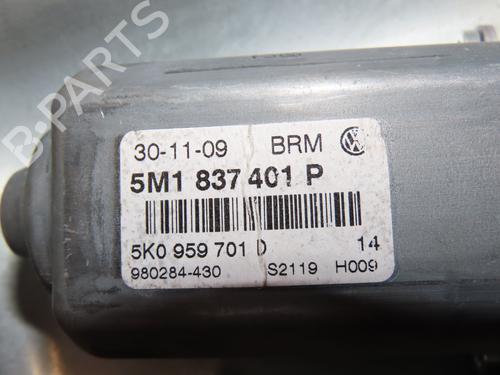 B-PARTS
30-11-09 BRM
5M1 837 401 P
5K0 959 701 D 14
980284-430 S2119 H009